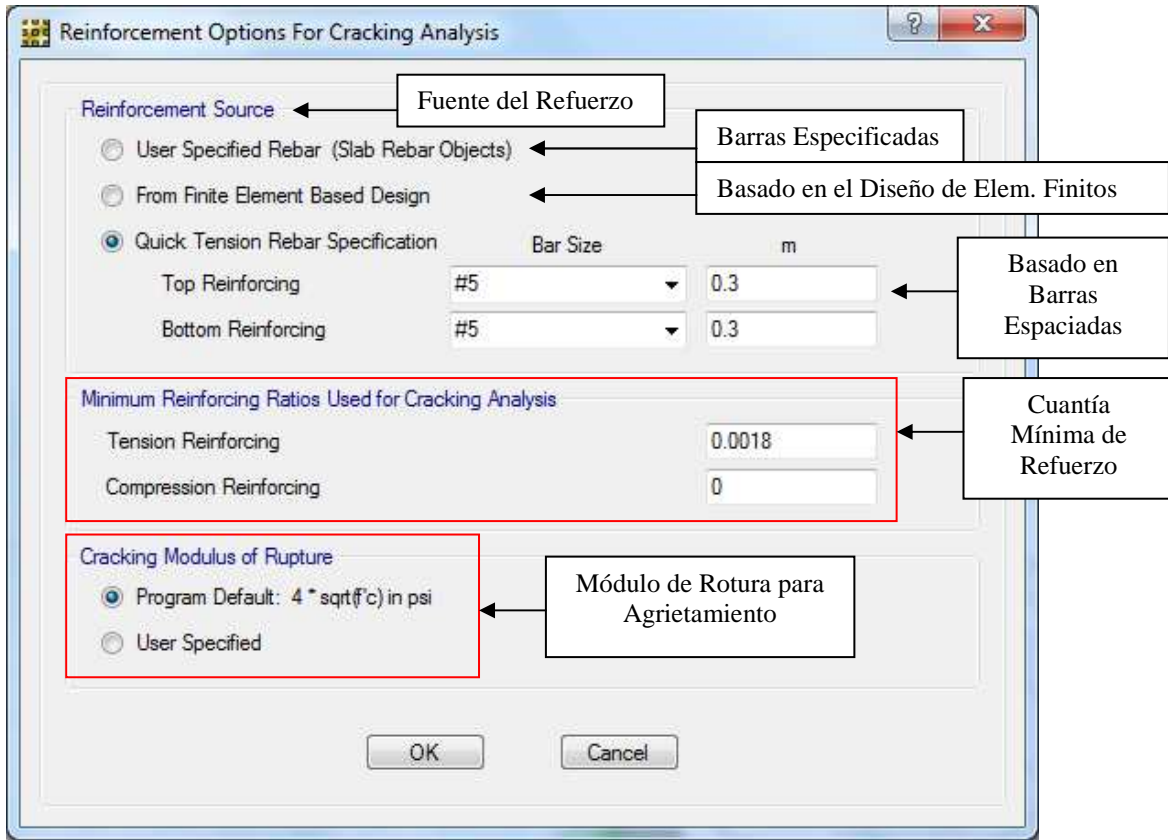 Reinforcement Options For Cracking Analysis
Reinforcement Source
Fuente del Refuerzo
User Specified Rebar (Slab Rebar Objects)
Barras Especificadas
From Finite Element Based Design
Basado en el Diseño de Elem. Finitos
Quick Tension Rebar Specification
Bar Size
m
Top Reinforcing
#5
0.3
Bottom Reinforcing
#5
0.3
Basado en
Barras
Espaciadas
Minimum Reinforcing Ratios Used for Cracking Analysis
Tension Reinforcing
0.0018
Compression Reinforcing
0
Cuantía
Mínima de
Refuerzo
Cracking Modulus of Rupture
Program Default: 4 * sqrt(f'c) in psi
User Specified
Módulo de Rotura para
Agrietamiento
OK
Cancel